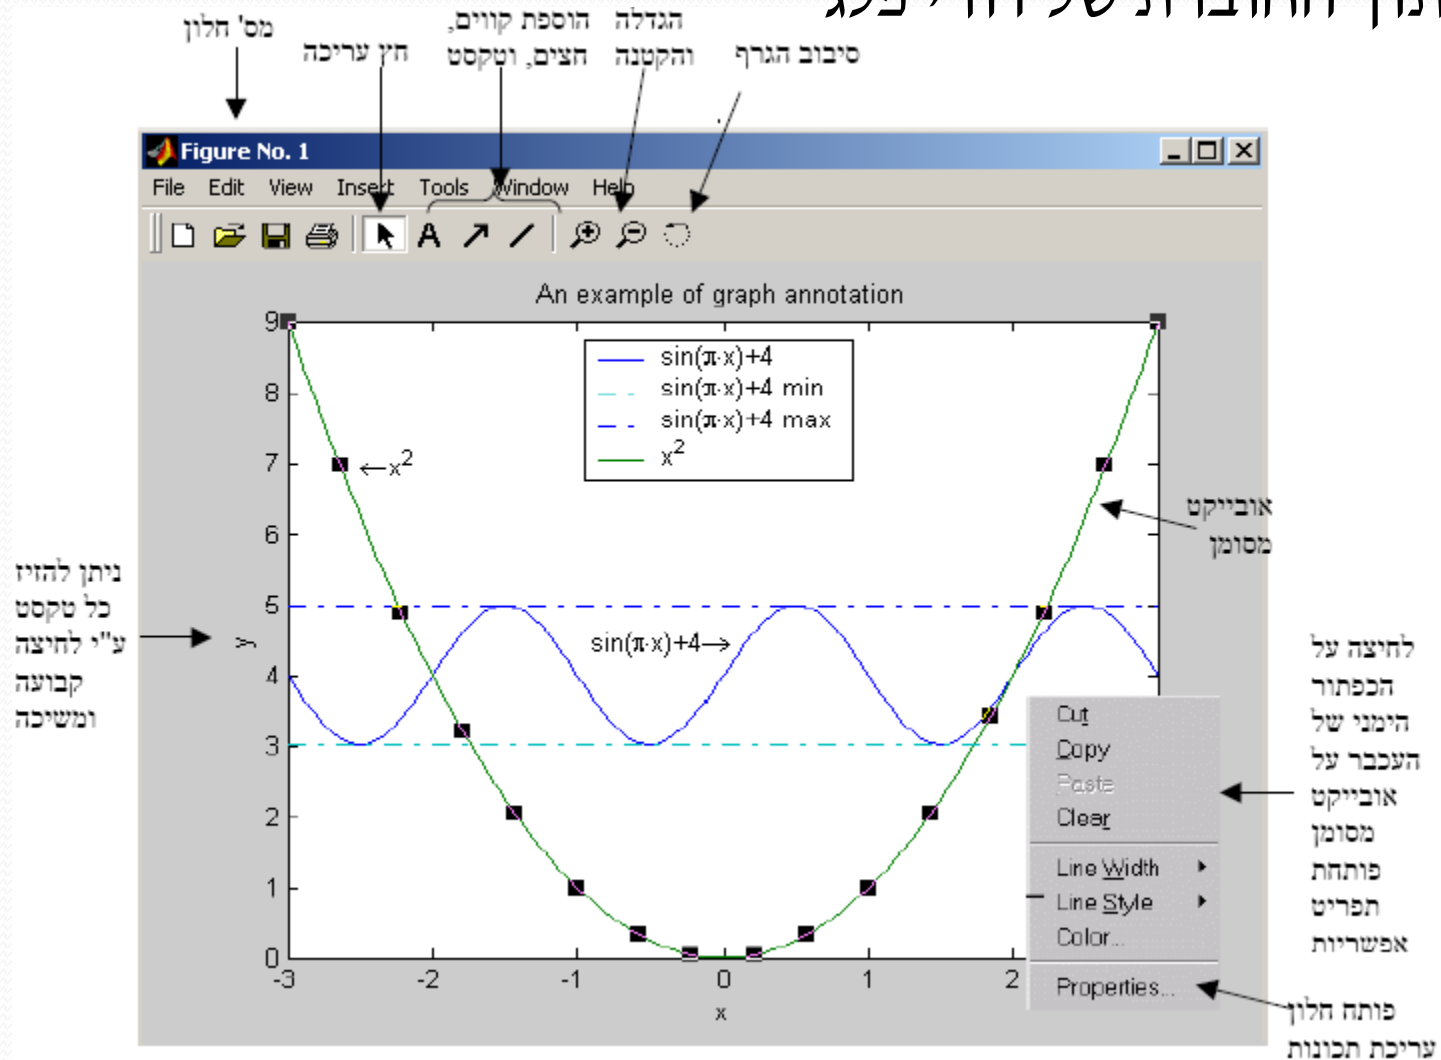 מתוך החוברת של
מס' חלון
חץ עריכה
הוספת קווים,
חצים, וטקסט
הגדלה
והקטנה
סיבוב הגרף
Figure No. 1
File Edit View Insert Tools Window Help
A
An example of graph annotation
sin(π·x)+4
sin(π·x)+4 min
sin(π·x)+4 max
x²
9
8
7
6
5
4
3
2
1
0
←x²
sin(π·x)+4→
y
-3 -2 -1 0 1 2
x
אובייקט
מסומן
ניתן להזיז
כל טקסט
ע"י לחיצה
קבועה
ומשיכה
Cut
Copy
Paste
Clear
Line Width
Line Style
Color...
Properties...
לחיצה על
הכפתור
הימני של
העכבר על
אובייקט
מסומן
פותחת
תפריט
אפשריות
פותח חלון
עריכת תכונות